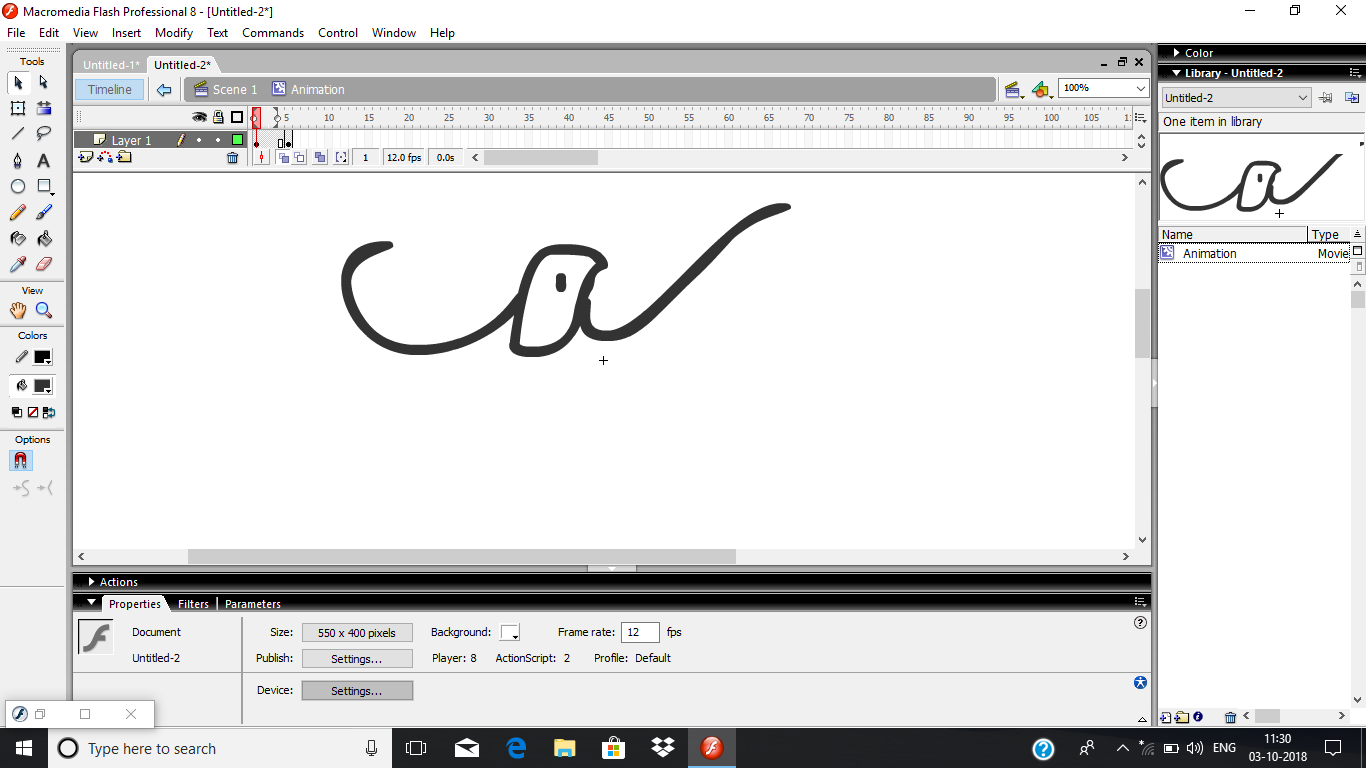 Macromedia Flash Professional 8 - [Untitled-2*]
File Edit View Insert Modify Text Commands Control Window Help
Tools
View
Colors
Options
Untitled-1* Untitled-2*
Timeline Scene 1 Animation 100%
5 10 15 20 25 30 35 40 45 50 55 60 65 70 75 80 85 90 95 100 105
Layer 1
1 12.0 fps 0.0s
a
Color
Library - Untitled-2
Untitled-2
One item in library
Name Type
Animation Movie
Actions
Properties Filters Parameters
Document Size: 550 x 400 pixels Background: Frame rate: 12 fps
Untitled-2 Publish: Settings... Player: 8 ActionScript: 2 Profile: Default
Device: Settings...
Type here to search
ENG
11:30
03-10-2018